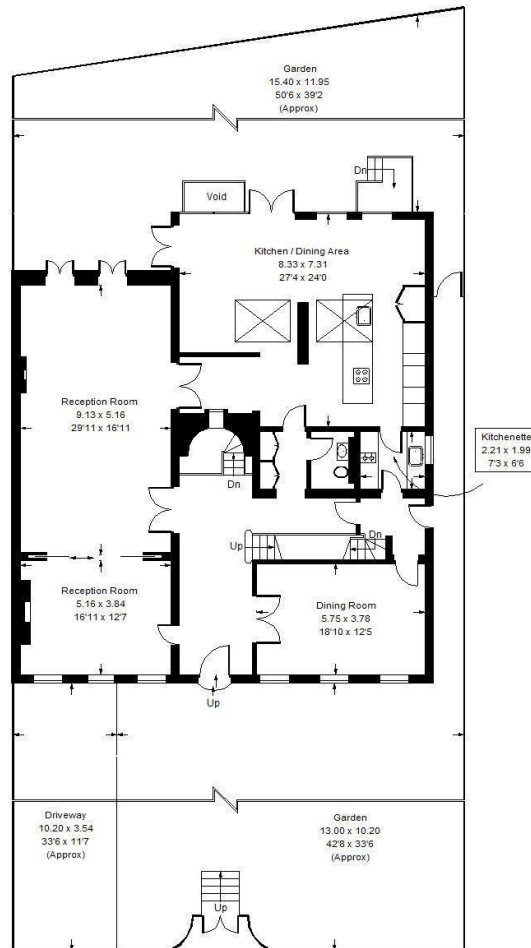 Garden
15.40 x 11.95
50'6 x 39'2
(Approx)
Dn
Void
Kitchen / Dining Area
8.33 x 7.31
27'4 x 24'0
Reception Room
9.13 x 5.16
29'11 x 16'11
Kitchenette
2.21 x 1.99
7'3 x 6'6
Dn
Up
Dn
Reception Room
5.16 x 3.84
16'11 x 12'7
Dining Room
5.75 x 3.78
18'10 x 12'5
Up
Driveway
10.20 x 3.54
33'6 x 11'7
(Approx)
Garden
13.00 x 10.20
42'8 x 33'6
(Approx)
Up